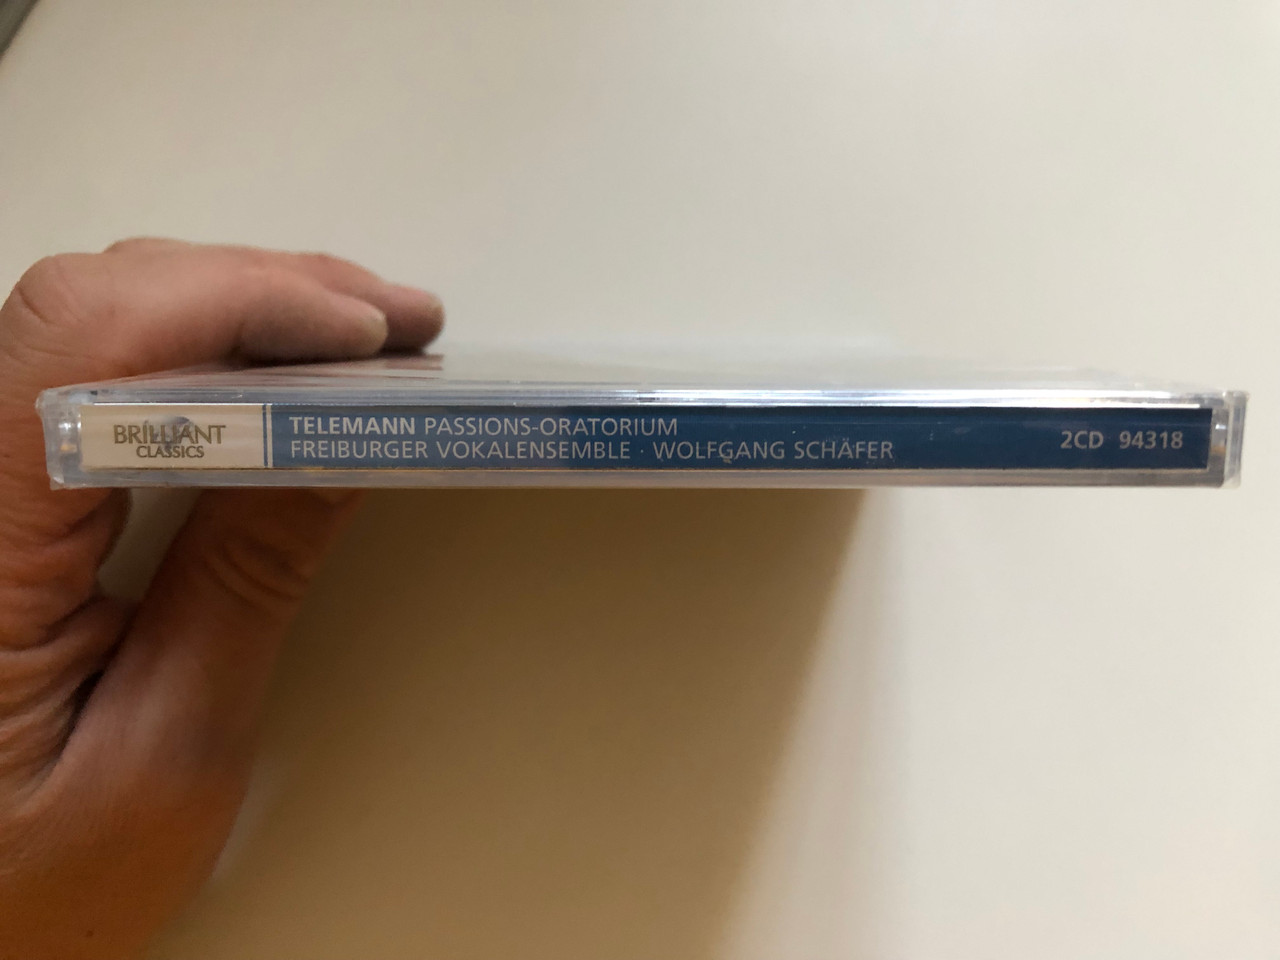 BRILLIANT
CLASSICS
TELEMANN PASSIONS-ORATORIUM
FREIBURGER VOKALENSEMBLE · WOLFGANG SCHÄFER
2CD 94318